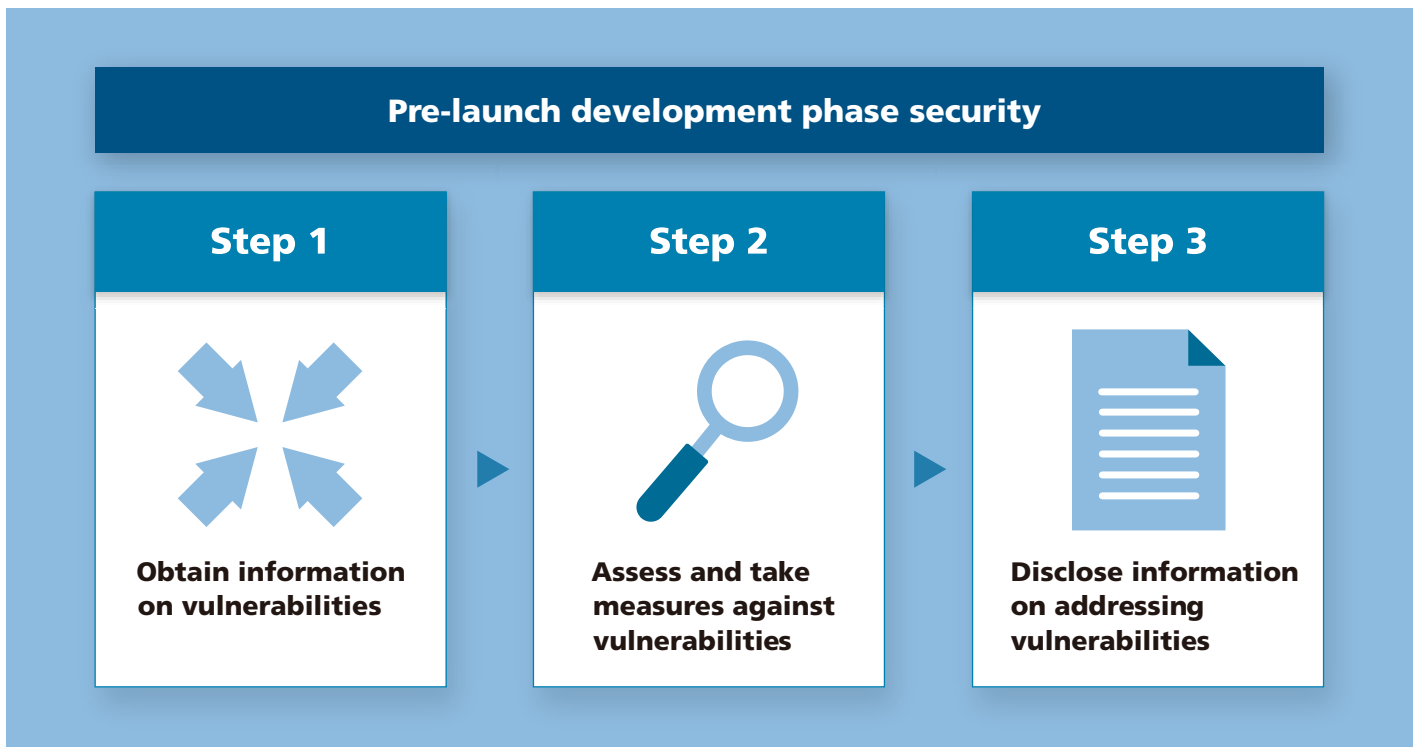 Pre-launch development phase security
Step 1
Obtain information
on vulnerabilities
Step 2
Assess and take
measures against
vulnerabilities
Step 3
Disclose information
on addressing
vulnerabilities